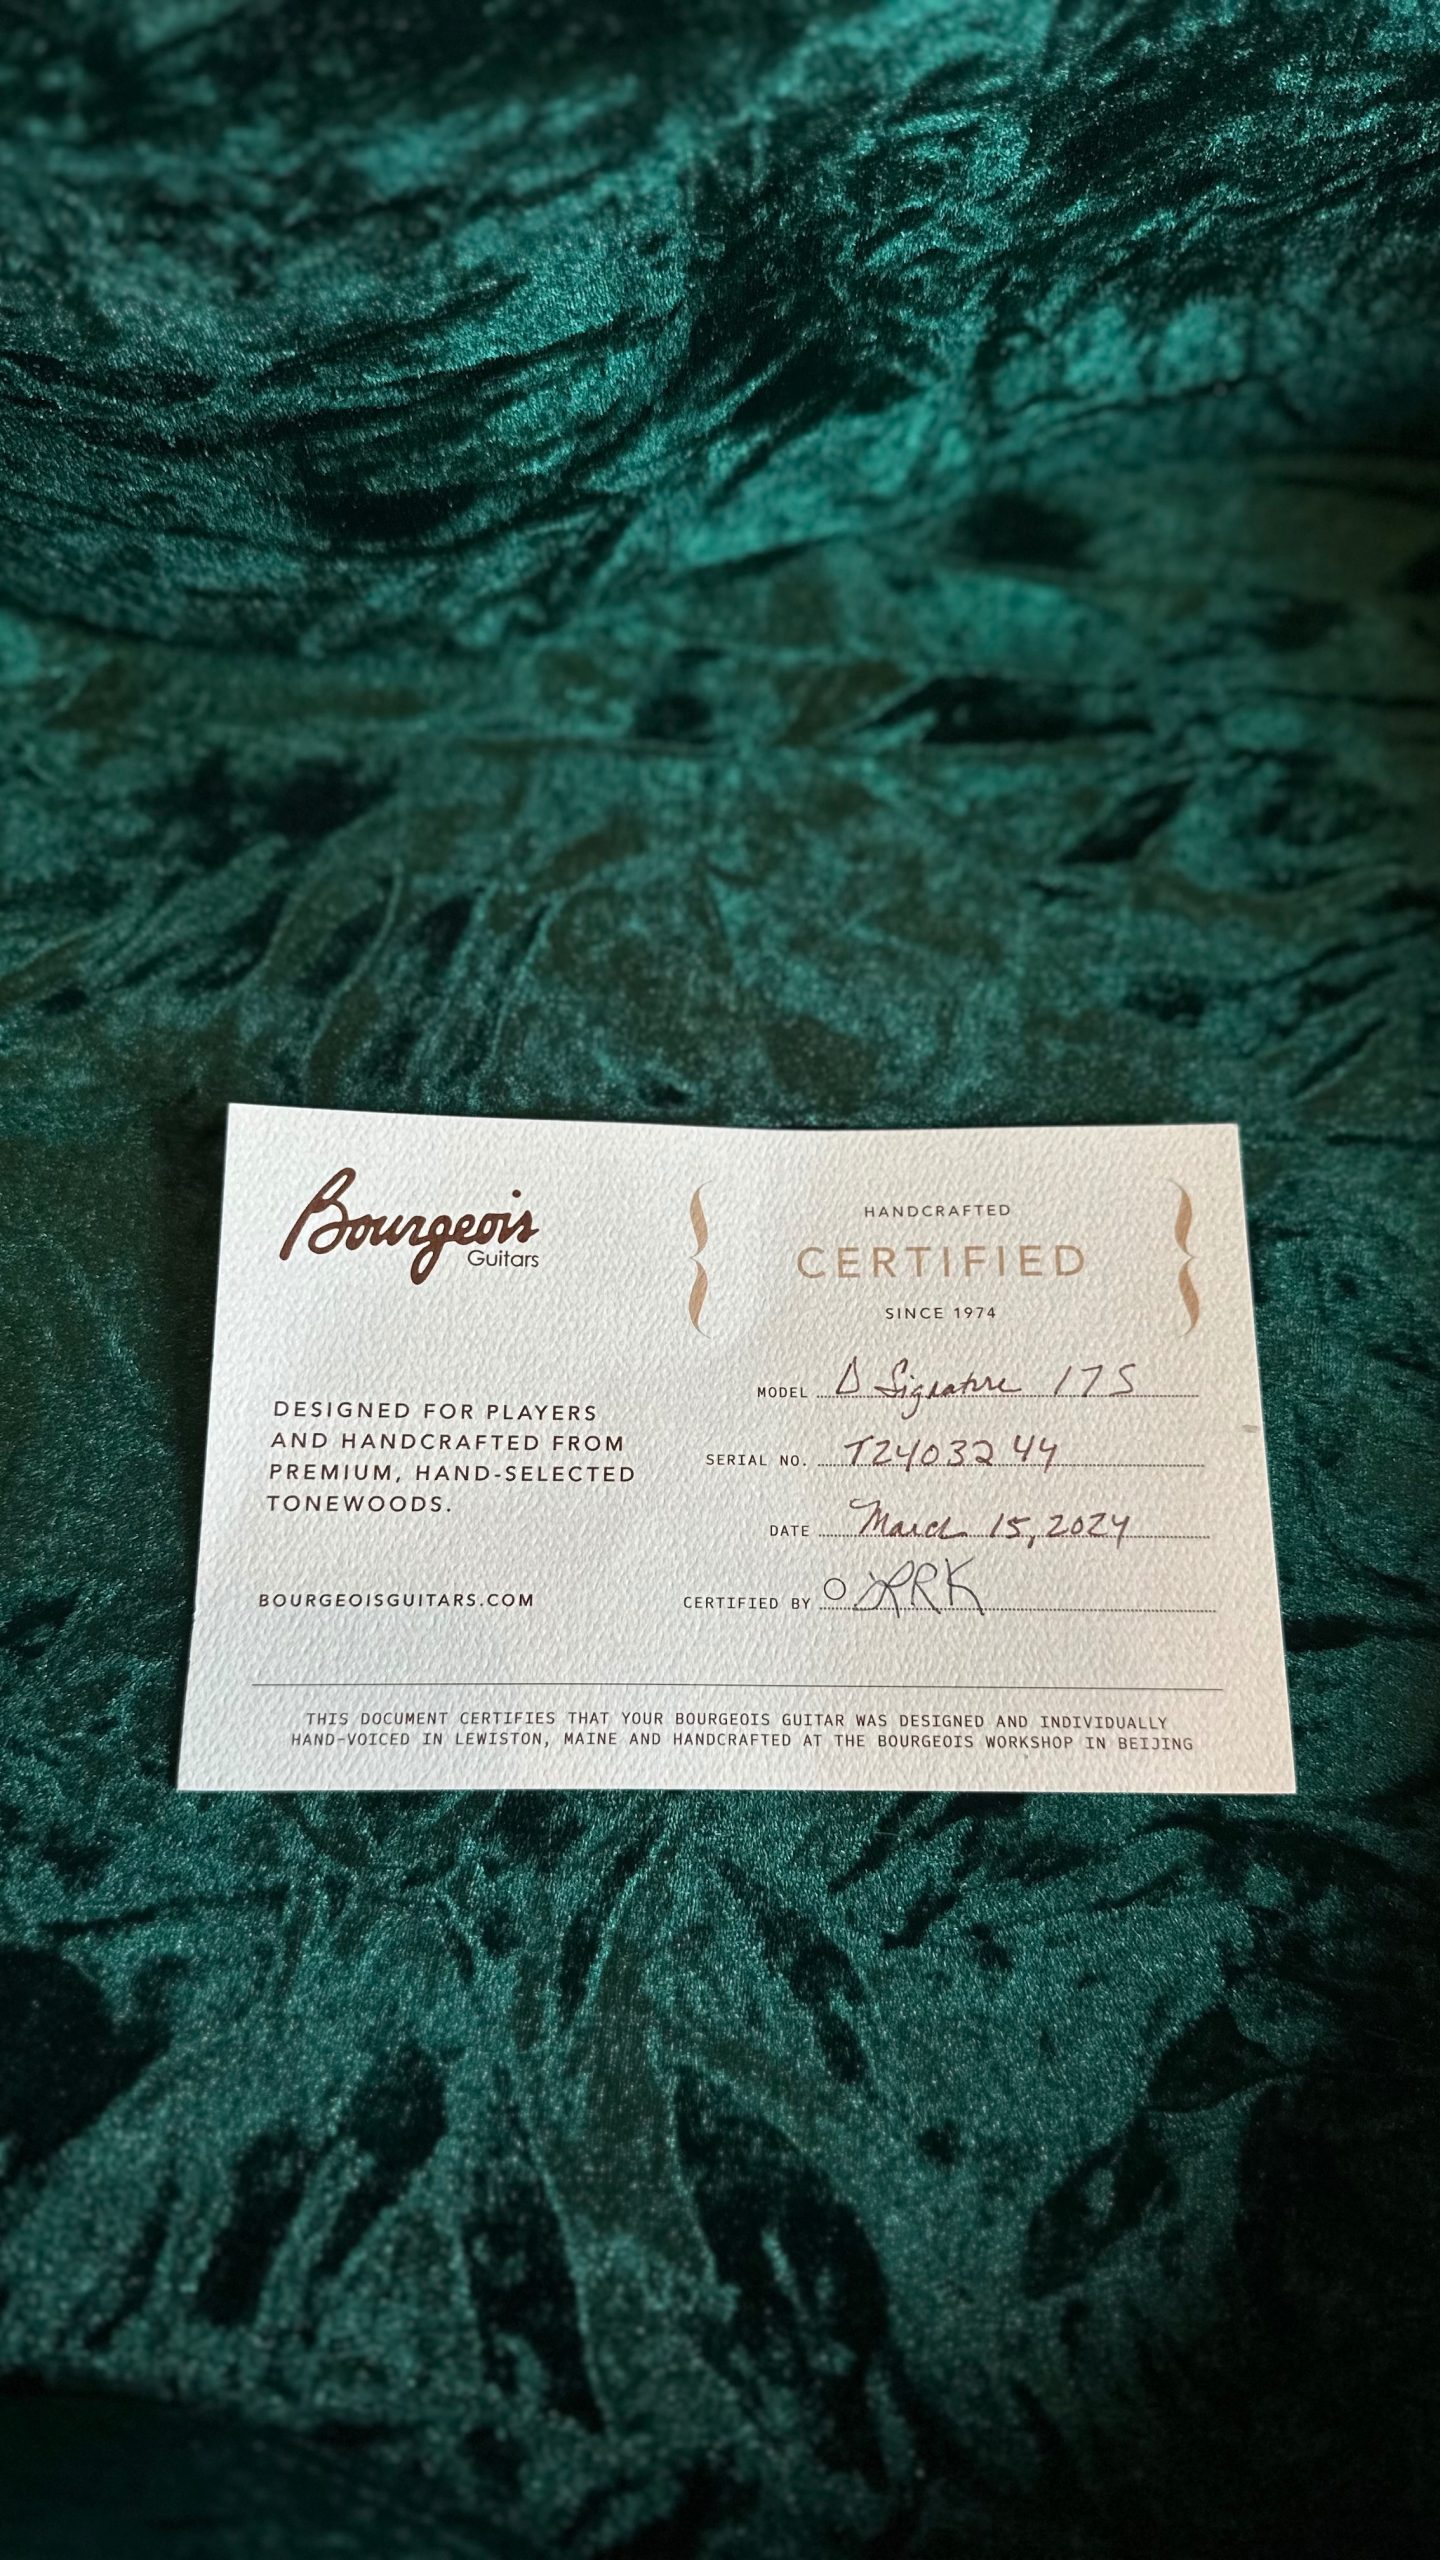 Bourgeois
Guitars
DESIGNED FOR PLAYERS
AND HANDCRAFTED FROM
PREMIUM, HAND-SELECTED
TONEWOODS.
BOURGEOISGUITARS.COM
HANDCRAFTED
CERTIFIED
SINCE 1974
MODEL D Signature 17S
SERIAL NO. T2403244
DATE March 15, 2024
CERTIFIED BY
THIS DOCUMENT CERTIFIES THAT YOUR BOURGEOIS GUITAR WAS DESIGNED AND INDIVIDUALLY
HAND-VOICED IN LEWISTON, MAINE AND HANDCRAFTED AT THE BOURGEOIS WORKSHOP IN BEIJING